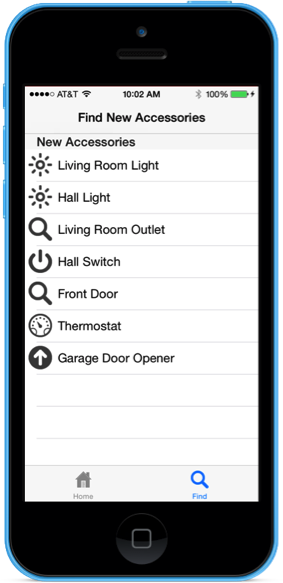 AT&T 10:02 AM 100%
Find New Accessories
New Accessories
Living Room Light
Hall Light
Living Room Outlet
Hall Switch
Front Door
Thermostat
Garage Door Opener
Home Find